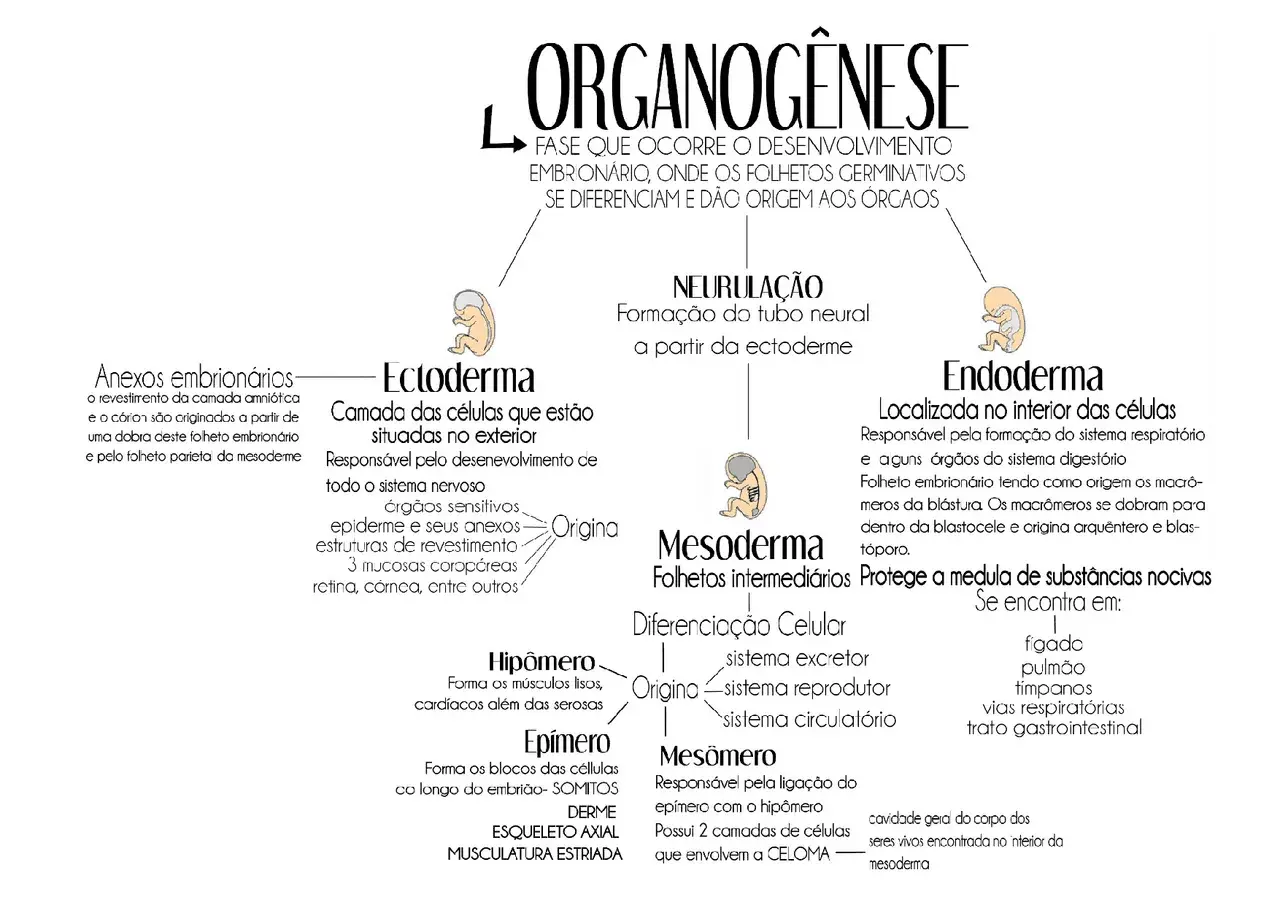 ORGANOGÊNESE
FASE QUE OCORRE O DESENVOLVIMENTO
EMBRIONÁRIO, ONDE OS FOLHETOS GERMINATIVOS
SE DIFERENCIAM E DÃO ORIGEM AOS ÓRGAOS
NEURULAÇÃO
Formação do tubo neural
a partir da ectoderme
Anexos embrionários
o revestimento da camada amniótica
e o córion são originados a partir de
uma dobra deste folheto embrionário
e pelo folheto parietal da mesoderme
Ectoderma
Camada das células que estão
situadas no exterior
Responsável pelo desenevolvimento de
todo o sistema nervoso
órgãos sensitivos
epiderme e seus anexos
estruturas de revestimento
3 mucosas coropóreas
retina, córnea, entre outros
Origina
Endoderma
Localizada no interior das células
Responsável pela formação do sistema respiratório
e alguns órgãos do sistema digestório
Folheto embrionário tendo como origem os macrô-
meros da blástura. Os macrômeros se dobram para
dentro da blastocele e origina arquêntero e blas-
tóporo.
Protege a medula de substâncias nocivas
Se encontra em:
fígado
pulmão
tímpanos
vias respiratórias
trato gastrointestinal
Mesoderma
Folhetos intermediários
Diferenciação Celular
Origina
sistema excretor
sistema reprodutor
sistema circulatório
Hipômero
Forma os músculos lisos,
cardíacos além das serosas
Epímero
Forma os blocos das céllulas
ao longo do embrião- SOMITOS
DERME
ESQUELETO AXIAL
MUSCULATURA ESTRIADA
Mesômero
Responsável pela ligação do
epímero com o hipômero
Possui 2 camadas de células
que envolvem a CELOMA
cavidade geral do corpo dos
seres vivos encontrada no interior da
mesoderma